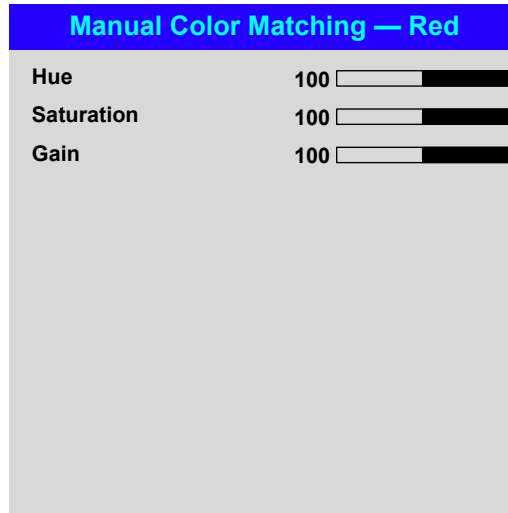 Manual Color Matching — Red
Hue 100
Saturation 100
Gain 100